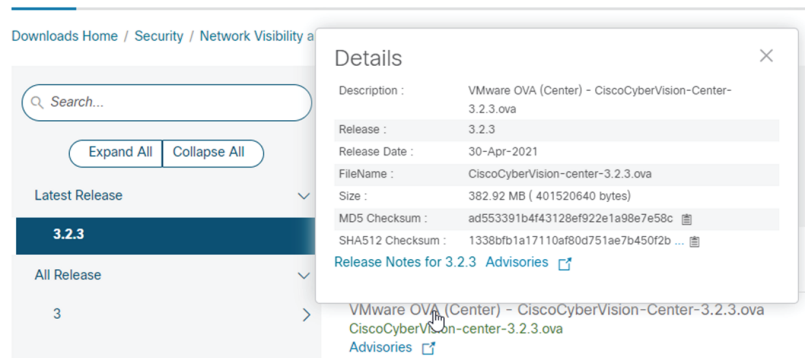 Downloads Home / Security / Network Visibility a
Search...
Expand All Collapse All
Latest Release
3.2.3
All Release
3
Details
Description : VMware OVA (Center) - CiscoCyberVision-Center-
3.2.3.ova
Release : 3.2.3
Release Date : 30-Apr-2021
FileName : CiscoCyberVision-center-3.2.3.ova
Size : 382.92 MB ( 401520640 bytes)
MD5 Checksum : ad553391b4f43128ef922e1a98e7e58c
SHA512 Checksum : 1338bfb1a17110af80d751ae7b450f2b ...
Release Notes for 3.2.3 Advisories
VMware OVA (Center) - CiscoCyberVision-Center-3.2.3.ova
CiscoCyberVision-center-3.2.3.ova
Advisories